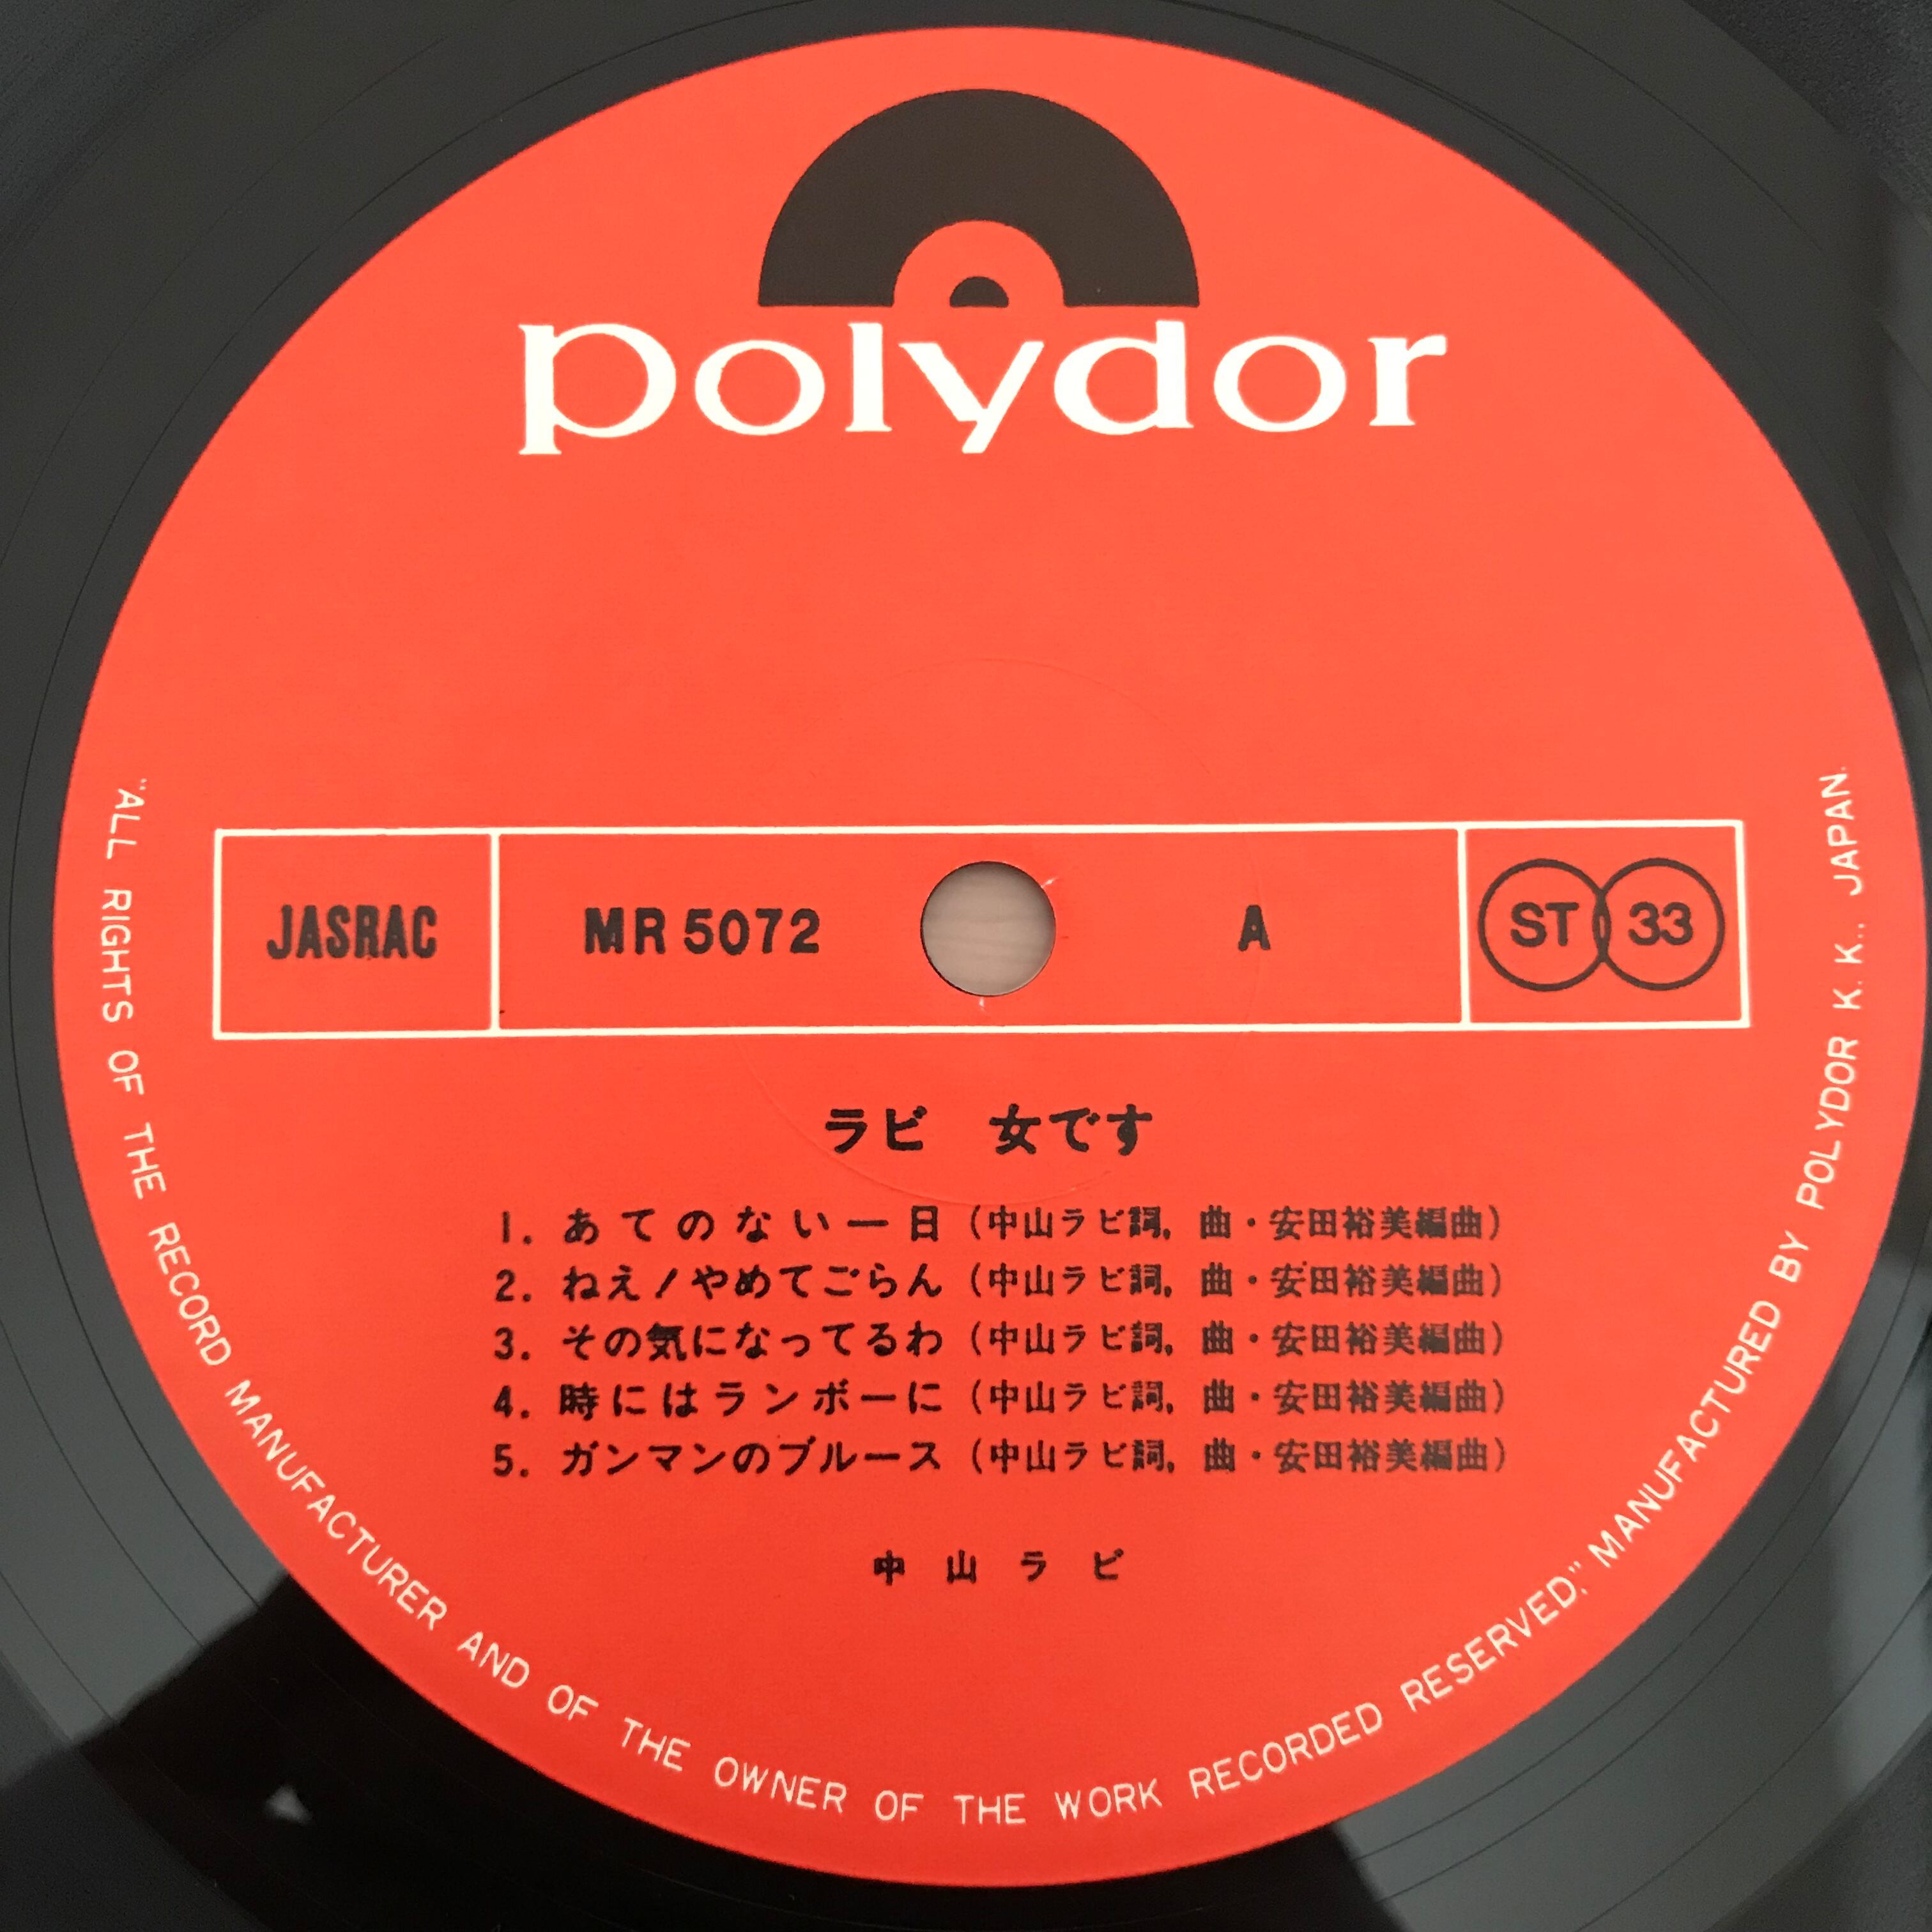 polydor
JASRAC MR 5072 A ST 33
ラビ 女です
1. あてのない一日 (中山ラビ詞, 曲・安田裕美編曲)
2. ねえ!やめてごらん (中山ラビ詞, 曲・安田裕美編曲)
3. その気になってるわ (中山ラビ詞, 曲・安田裕美編曲)
4. 時にはランボーに (中山ラビ詞, 曲・安田裕美編曲)
5. ガンマンのブルース (中山ラビ詞, 曲・安田裕美編曲)
中山ラビ
"ALL RIGHTS OF THE RECORD MANUFACTURER AND OF THE OWNER OF THE WORK RECORDED RESERVED." MANUFACTURED BY POLYDOR K. K., JAPAN.